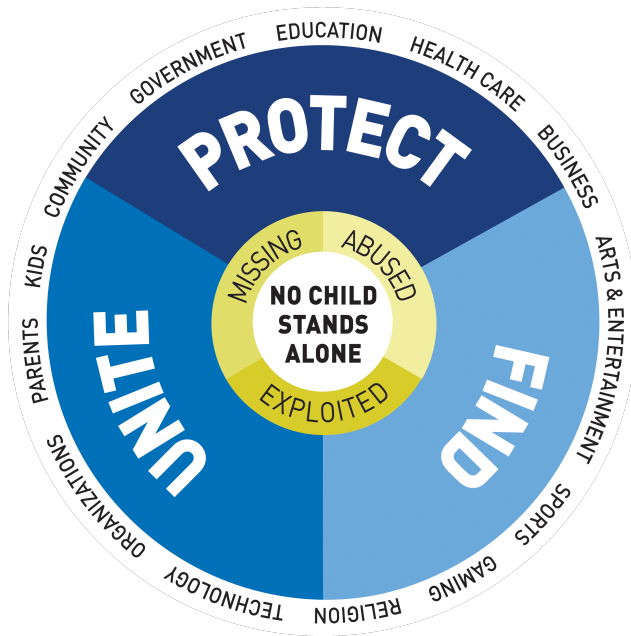 EDUCATION
HEALTH CARE
BUSINESS
ARTS & ENTERTAINMENT
SPORTS
GAMING
RELIGION
TECHNOLOGY
ORGANIZATIONS
PARENTS
KIDS
COMMUNITY
GOVERNMENT
PROTECT
FIND
UNITE
MISSING
ABUSED
EXPLOITED
NO CHILD
STANDS
ALONE